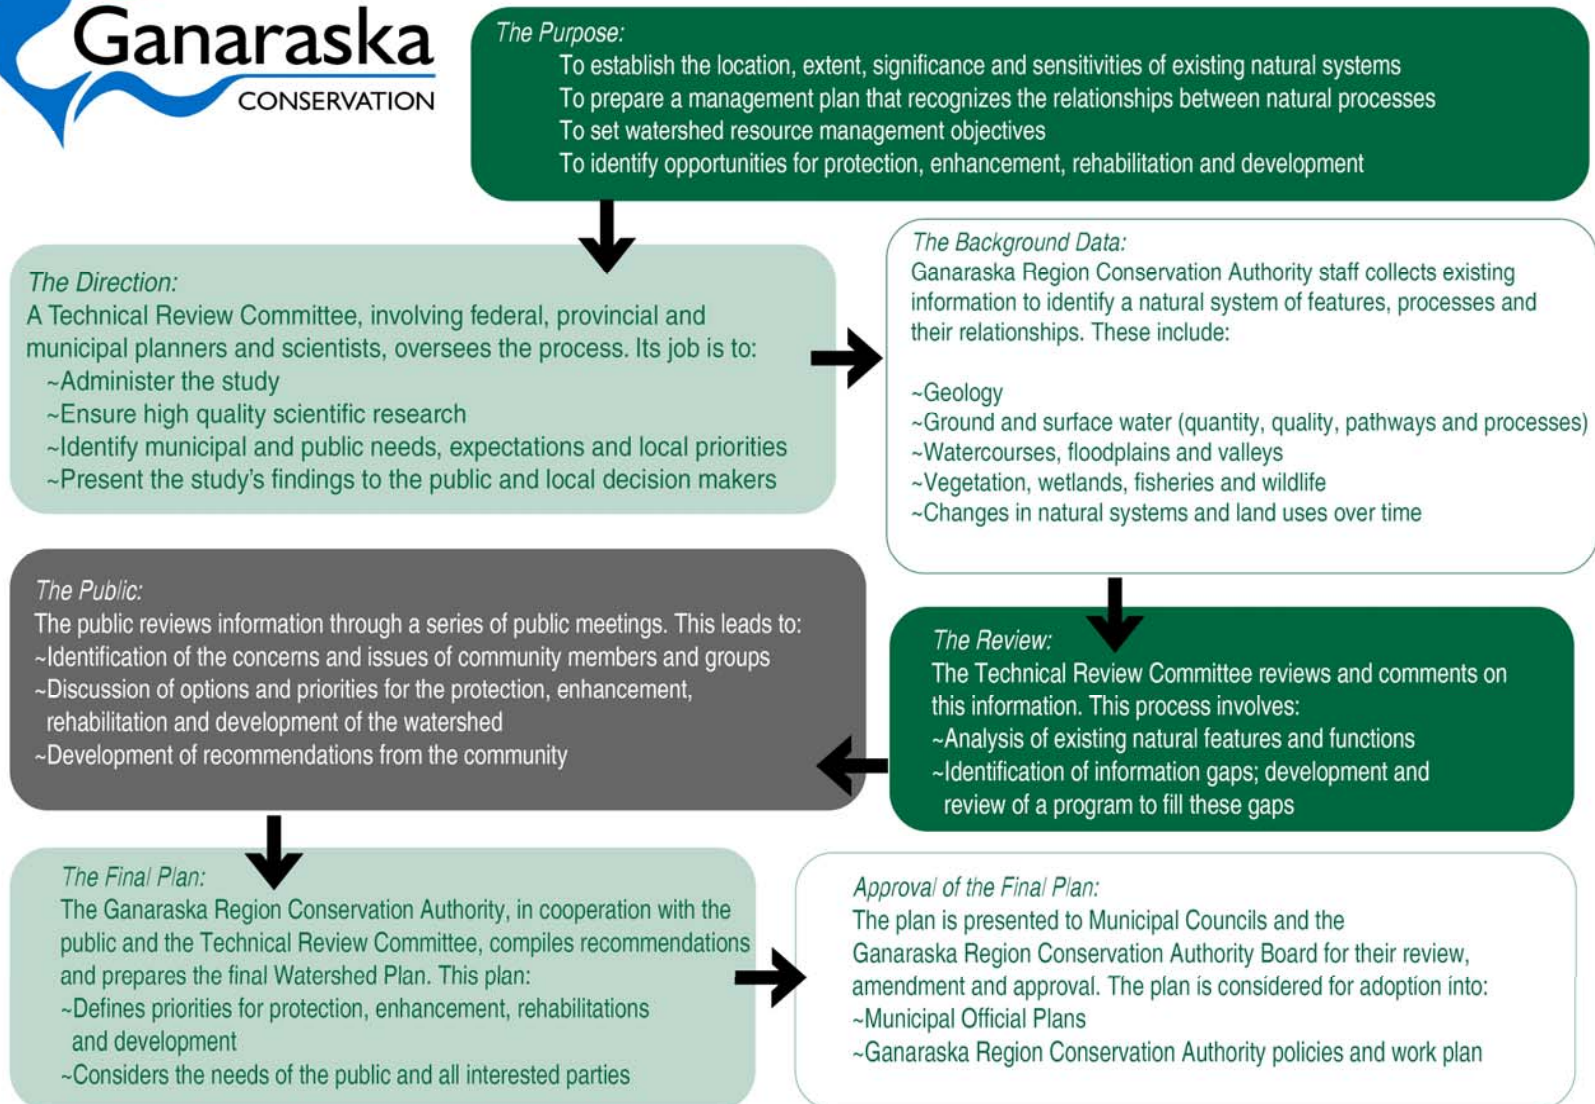 Ganaraska
CONSERVATION
The Purpose:
To establish the location, extent, significance and sensitivities of existing natural systems
To prepare a management plan that recognizes the relationships between natural processes
To set watershed resource management objectives
To identify opportunities for protection, enhancement, rehabilitation and development
The Direction:
A Technical Review Committee, involving federal, provincial and
municipal planners and scientists, oversees the process. Its job is to:
~Administer the study
~Ensure high quality scientific research
~Identify municipal and public needs, expectations and local priorities
~Present the study's findings to the public and local decision makers
The Background Data:
Ganaraska Region Conservation Authority staff collects existing
information to identify a natural system of features, processes and
their relationships. These include:
~Geology
~Ground and surface water (quantity, quality, pathways and processes)
~Watercourses, floodplains and valleys
~Vegetation, wetlands, fisheries and wildlife
~Changes in natural systems and land uses over time
The Review:
The Technical Review Committee reviews and comments on
this information. This process involves:
~Analysis of existing natural features and functions
~Identification of information gaps; development and
review of a program to fill these gaps
The Public:
The public reviews information through a series of public meetings. This leads to:
~Identification of the concerns and issues of community members and groups
~Discussion of options and priorities for the protection, enhancement,
rehabilitation and development of the watershed
~Development of recommendations from the community
The Final Plan:
The Ganaraska Region Conservation Authority, in cooperation with the
public and the Technical Review Committee, compiles recommendations
and prepares the final Watershed Plan. This plan:
~Defines priorities for protection, enhancement, rehabilitations
and development
~Considers the needs of the public and all interested parties
Approval of the Final Plan:
The plan is presented to Municipal Councils and the
Ganaraska Region Conservation Authority Board for their review,
amendment and approval. The plan is considered for adoption into:
~Municipal Official Plans
~Ganaraska Region Conservation Authority policies and work plan